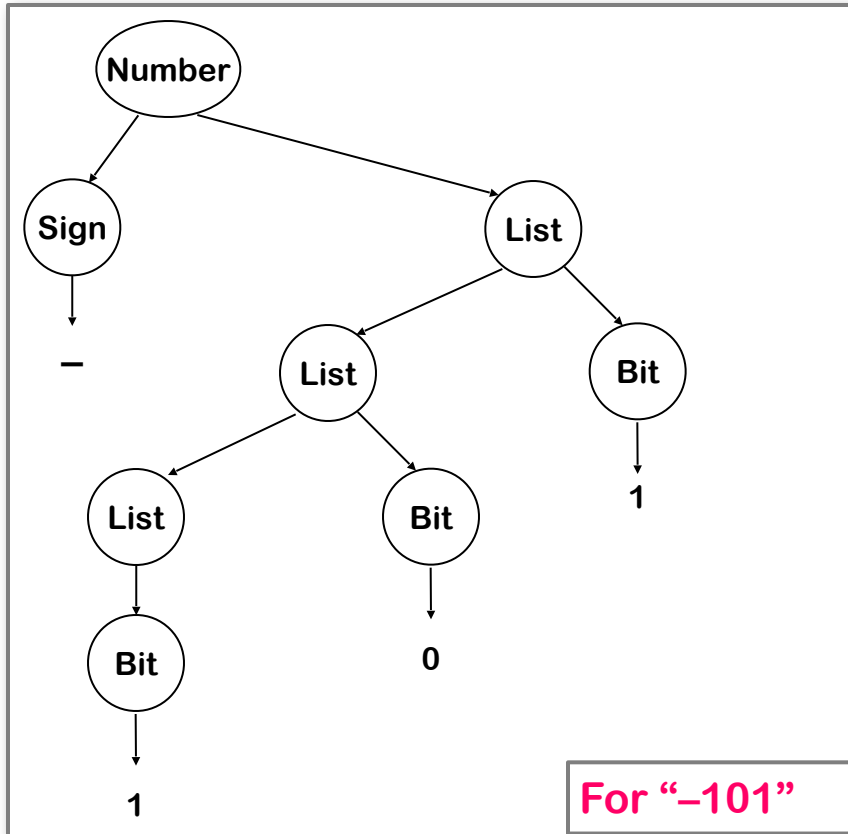 Number
Sign
List
–
List
Bit
List
Bit
1
Bit
0
1
For “–101”